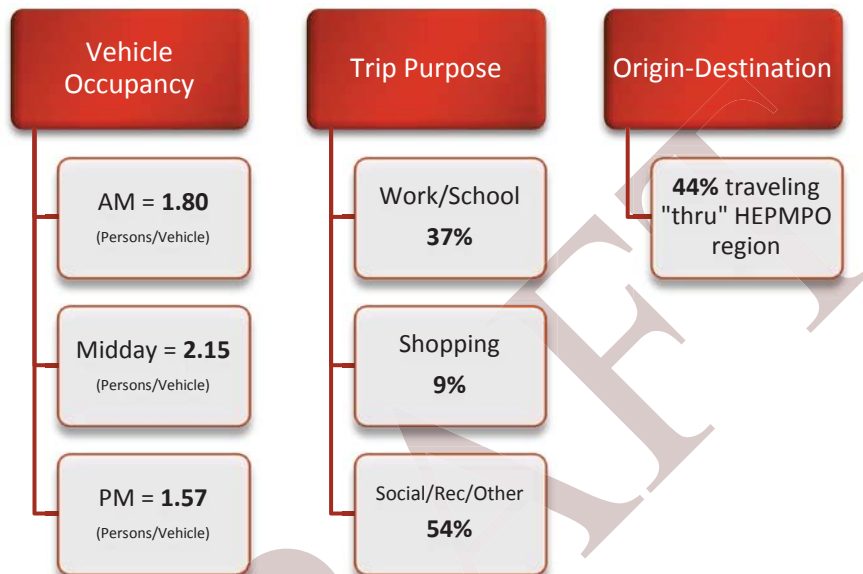 Vehicle
Occupancy
AM = 1.80
(Persons/Vehicle)
Midday = 2.15
(Persons/Vehicle)
PM = 1.57
(Persons/Vehicle)
Trip Purpose
Work/School
37%
Shopping
9%
Social/Rec/Other
54%
Origin-Destination
44% traveling
"thru" HEPMPO
region